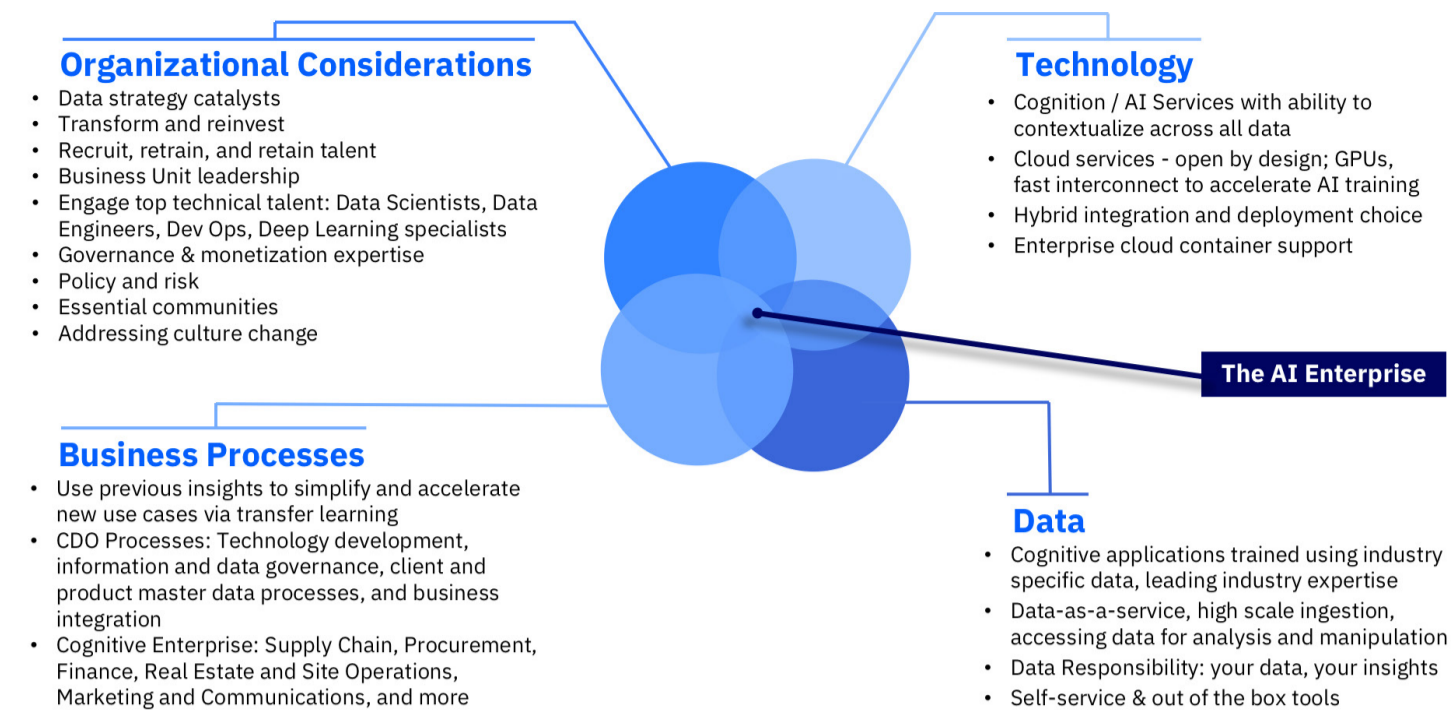 Organizational Considerations
• Data strategy catalysts
• Transform and reinvest
• Recruit, retrain, and retain talent
• Business Unit leadership
• Engage top technical talent: Data Scientists, Data
Engineers, Dev Ops, Deep Learning specialists
• Governance & monetization expertise
• Policy and risk
• Essential communities
• Addressing culture change
Technology
• Cognition / AI Services with ability to
contextualize across all data
• Cloud services - open by design; GPUs,
fast interconnect to accelerate AI training
• Hybrid integration and deployment choice
• Enterprise cloud container support
The AI Enterprise
Business Processes
• Use previous insights to simplify and accelerate
new use cases via transfer learning
• CDO Processes: Technology development,
information and data governance, client and
product master data processes, and business
integration
• Cognitive Enterprise: Supply Chain, Procurement,
Finance, Real Estate and Site Operations,
Marketing and Communications, and more
Data
• Cognitive applications trained using industry
specific data, leading industry expertise
• Data-as-a-service, high scale ingestion,
accessing data for analysis and manipulation
• Data Responsibility: your data, your insights
• Self-service & out of the box tools